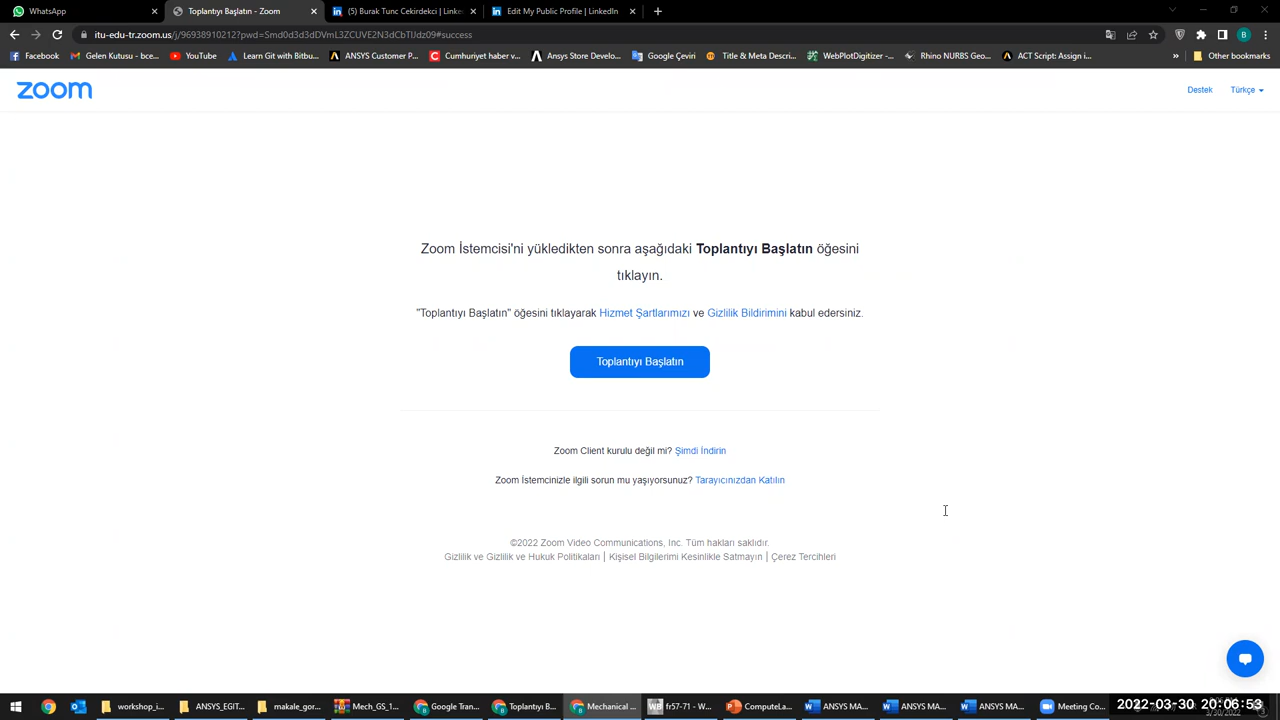 WhatsApp
Toplantıyı Başlatın - Zoom
(5) Burak Tunc Cekirdekci | Linked
Edit My Public Profile | LinkedIn
itu-edu-tr.zoom.us/j/96938910212?pwd=Smd0d3d3dDVmL3ZCUVE2N3dCbTlJdz09#success
B
Facebook
Gelen Kutusu - bce...
YouTube
Learn Git with Bitbu...
ANSYS Customer P...
Cumhuriyet haber v...
Ansys Store Develo...
Google Çeviri
Title & Meta Descri...
WebPlotDigitizer -...
Rhino NURBS Geo...
ACT Script: Assign i...
»
Other bookmarks
zoom
Destek
Türkçe
Zoom İstemcisi'ni yükledikten sonra aşağıdaki Toplantıyı Başlatın öğesini
tıklayın.
"Toplantıyı Başlatın" öğesini tıklayarak Hizmet Şartlarımızı ve Gizlilik Bildirimini kabul edersiniz.
Toplantıyı Başlatın
Zoom Client kurulu değil mi? Şimdi İndirin
Zoom İstemcinizle ilgili sorun mu yaşıyorsunuz? Tarayıcınızdan Katılın
©2022 Zoom Video Communications, Inc. Tüm hakları saklıdır.
Gizlilik ve Gizlilik ve Hukuk Politikaları | Kişisel Bilgilerimi Kesinlikle Satmayın | Çerez Tercihleri
workshop_i...
ANSYS_EGIT...
makale_gor...
Mech_GS_1...
Google Tran...
Toplantıyı B...
Mechanical ...
fr57-71 - W...
ComputeLa...
ANSYS MA...
ANSYS MA...
ANSYS MA...
Meeting Co...
2022-03-30 20:06:53